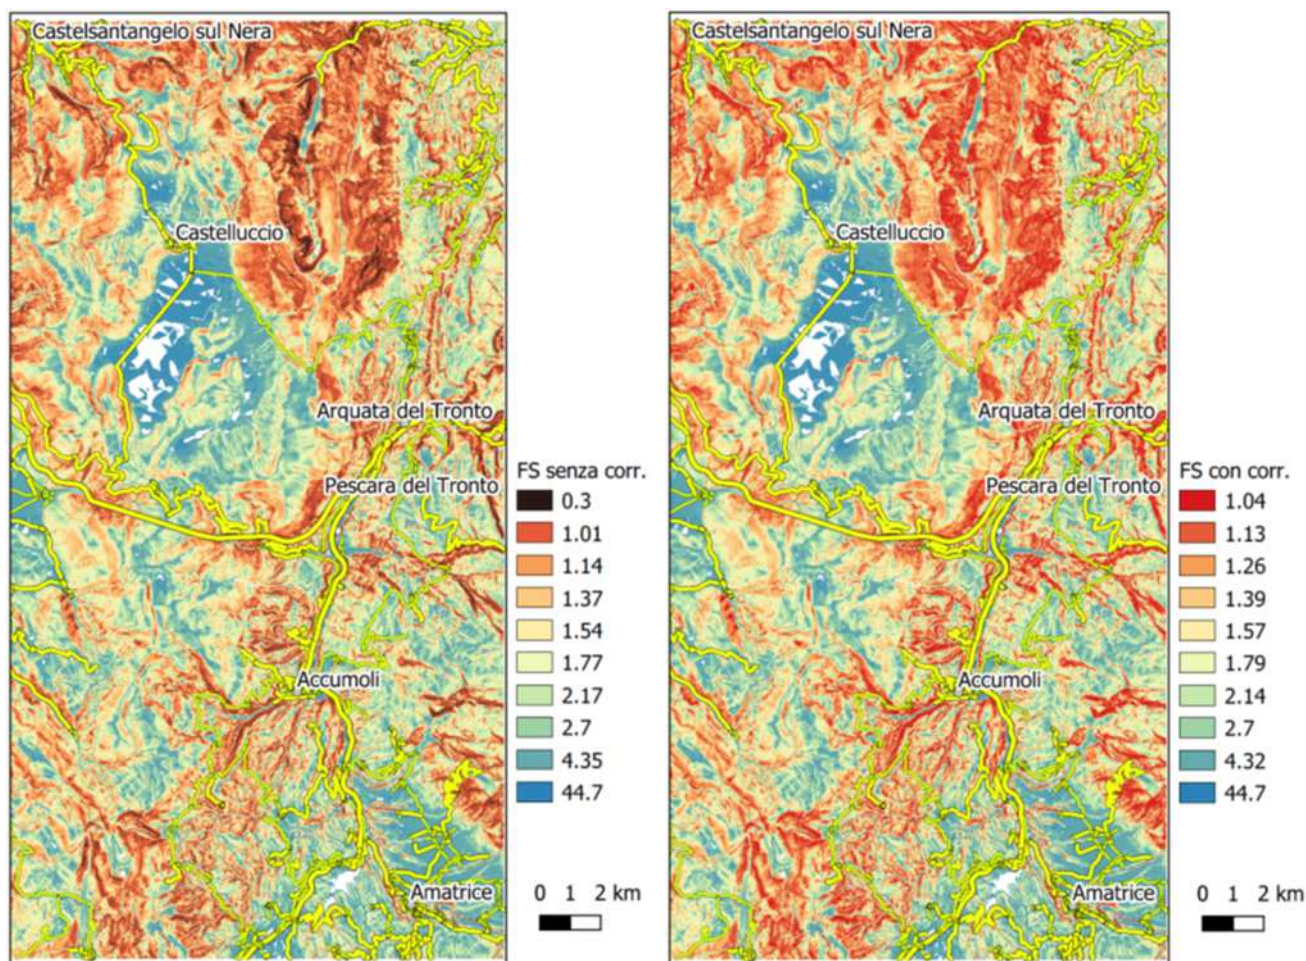 Castelsantangelo sul Nera
Castelluccio
Arquata del Tronto
Pescara del Tronto
Accumoli
Amatrice
FS senza corr.
0.3
1.01
1.14
1.37
1.54
1.77
2.17
2.7
4.35
44.7
0 1 2 km
Castelsantangelo sul Nera
Castelluccio
Arquata del Tronto
Pescara del Tronto
Accumoli
Amatrice
FS con corr.
1.04
1.13
1.26
1.39
1.57
1.79
2.14
2.7
4.32
44.7
0 1 2 km